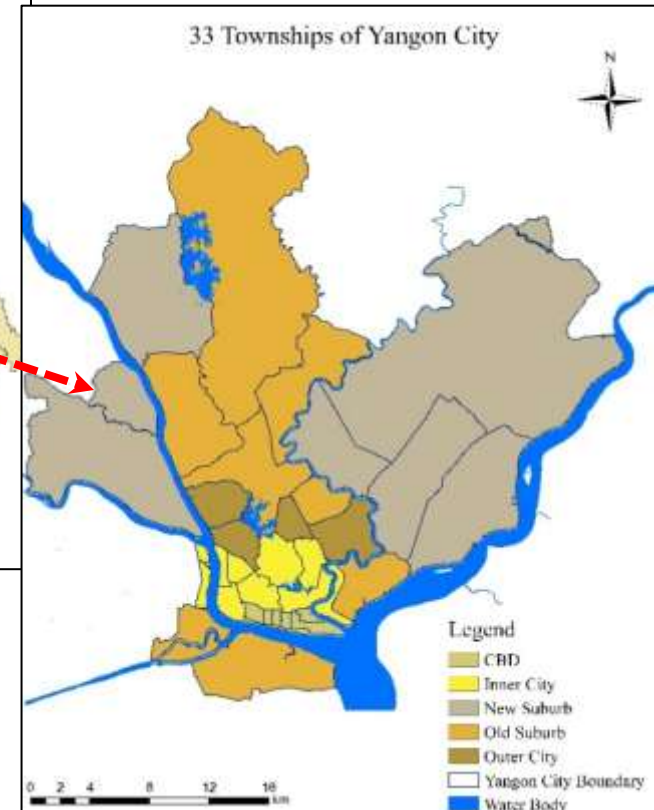 33 Townships of Yangon City
N
Legend
CBD
Inner City
New Suburb
Old Suburb
Outer City
Yangon City Boundary
Water Body
0 2 4 8 12 16
km